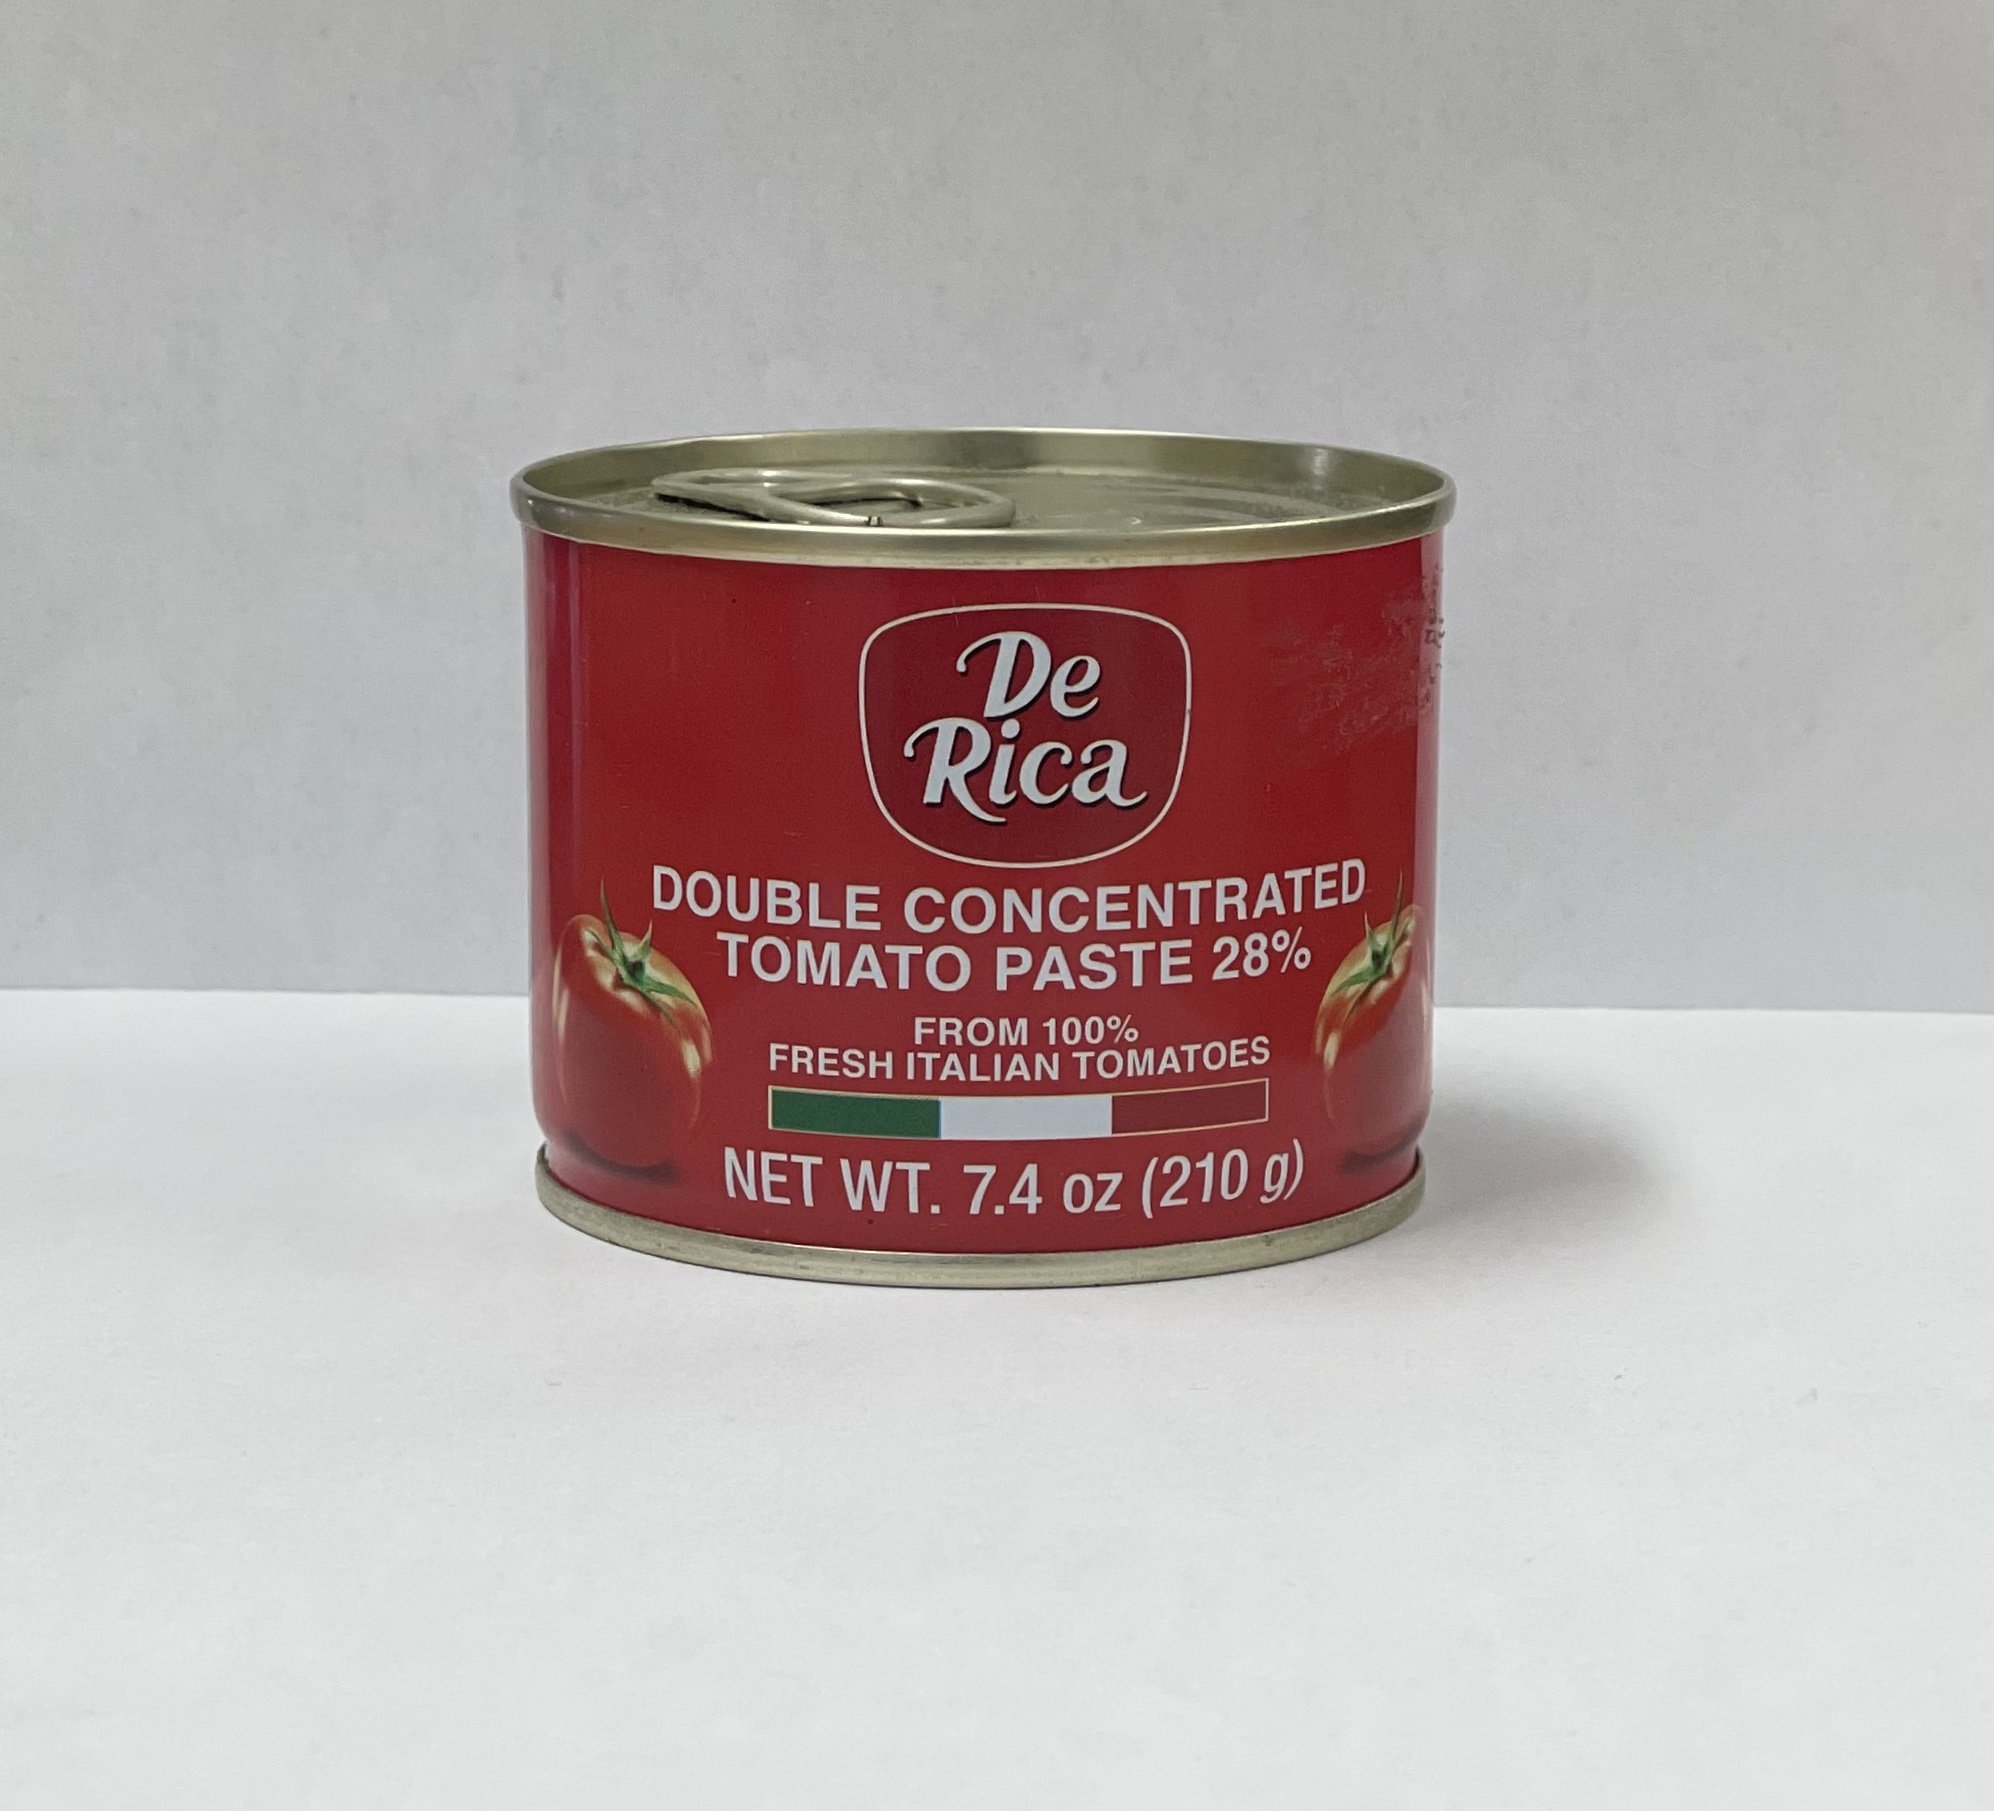 De
Rica
DOUBLE CONCENTRATED
TOMATO PASTE 28%
FROM 100%
FRESH ITALIAN TOMATOES
NET WT. 7.4 oz (210 g)